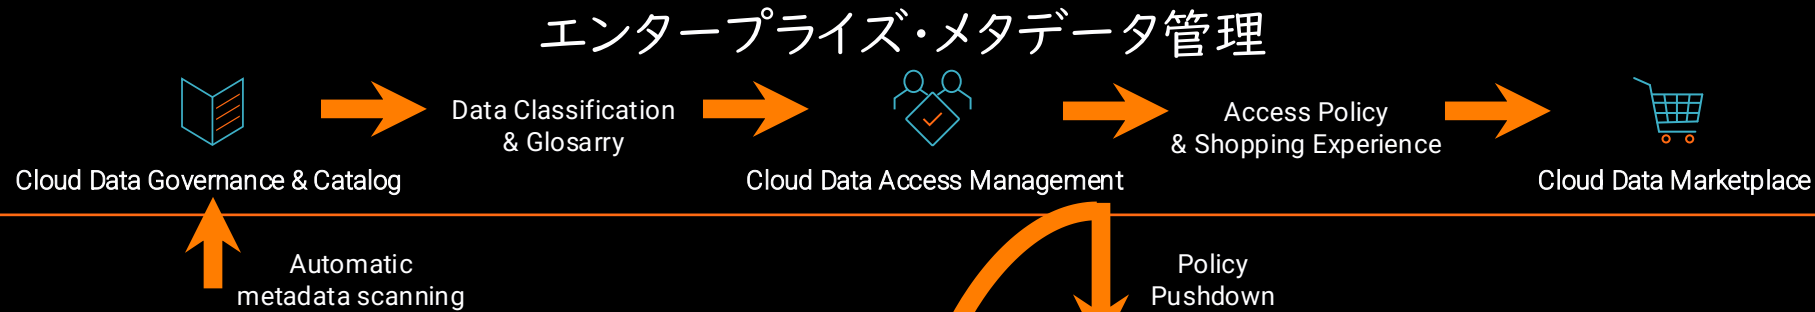 エンタープライズ・メタデータ管理
Data Classification
& Glosarry
Access Policy
& Shopping Experience
Cloud Data Governance & Catalog
Cloud Data Access Management
Cloud Data Marketplace
Automatic
metadata scanning
Policy
Pushdown